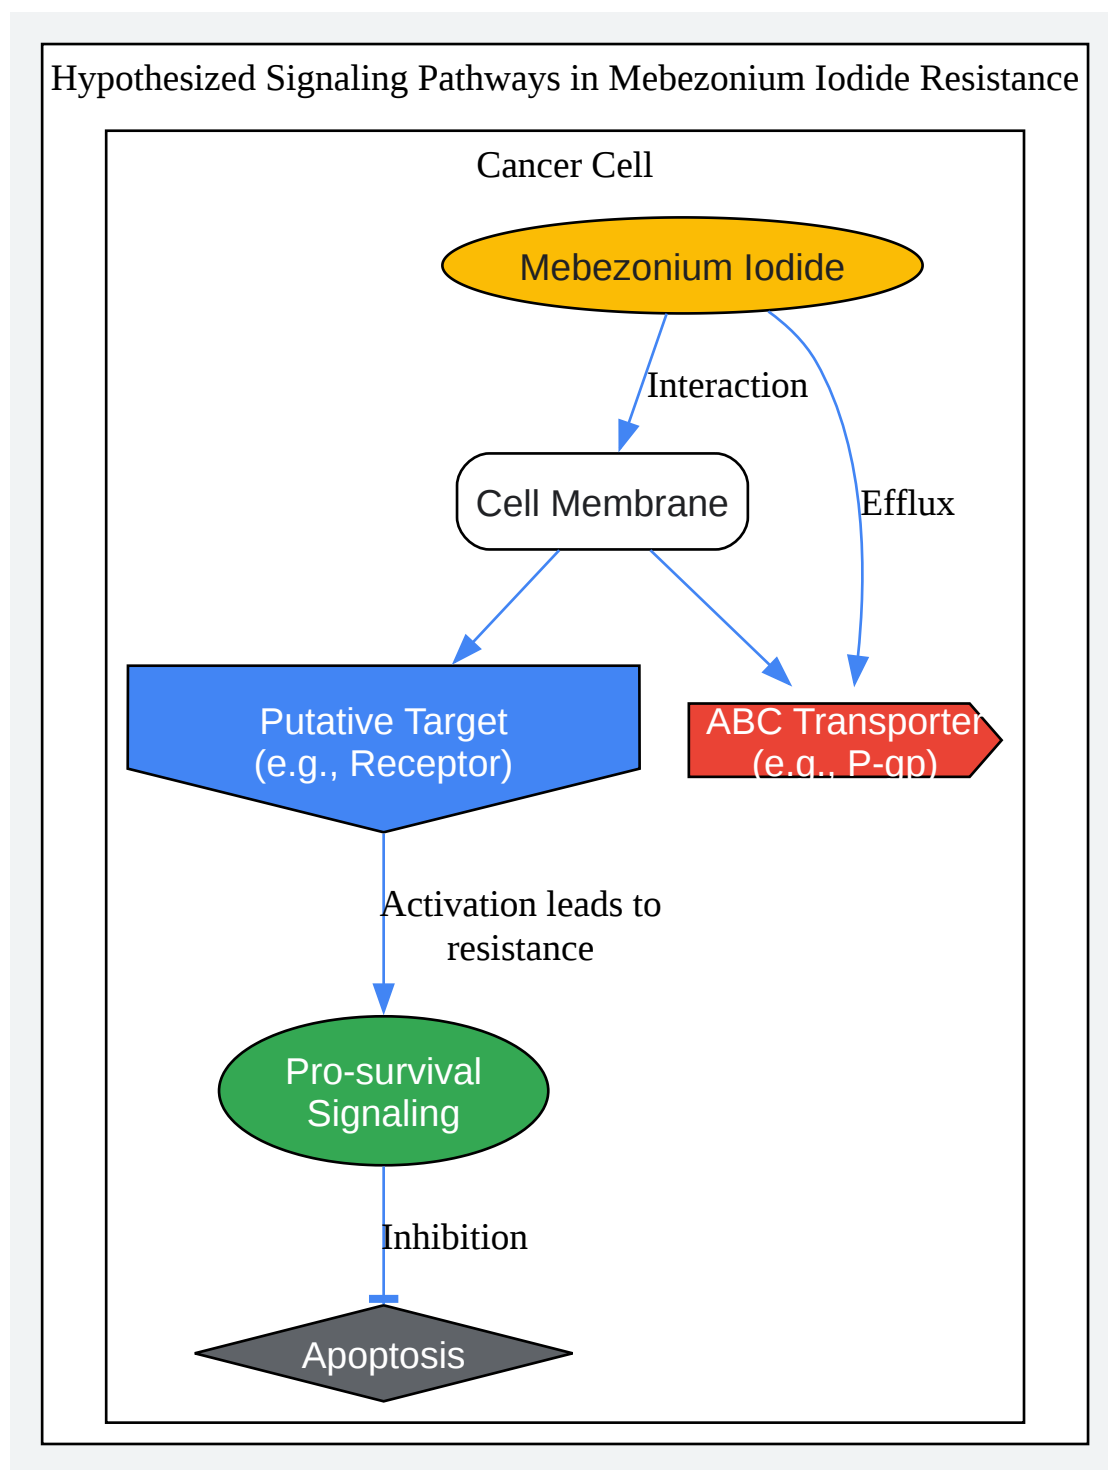 Hypothesized Signaling Pathways in Mebezonium Iodide Resistance
Cancer Cell
Mebezonium Iodide
Interaction
Cell Membrane
Efflux
Putative Target
(e.g., Receptor)
ABC Transporter
(e.g., P-gp)
Activation leads to
resistance
Pro-survival
Signaling
Inhibition
Apoptosis